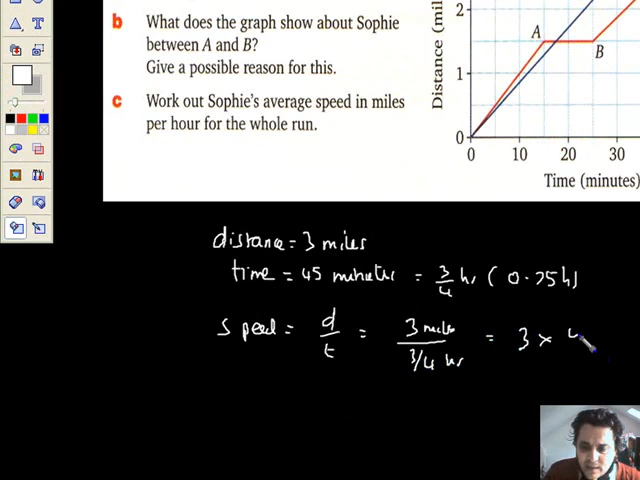 b What does the graph show about Sophie
between A and B?
Give a possible reason for this.
c Work out Sophie's average speed in miles
per hour for the whole run.
Distance (mil
2
1
0
A
B
0 10 20 30
Time (minutes)
distance = 3 miles
time = 45 minutes = 3/4 hr (0.75h)
speed = d/t = 3 miles / 3/4 hr = 3 ×